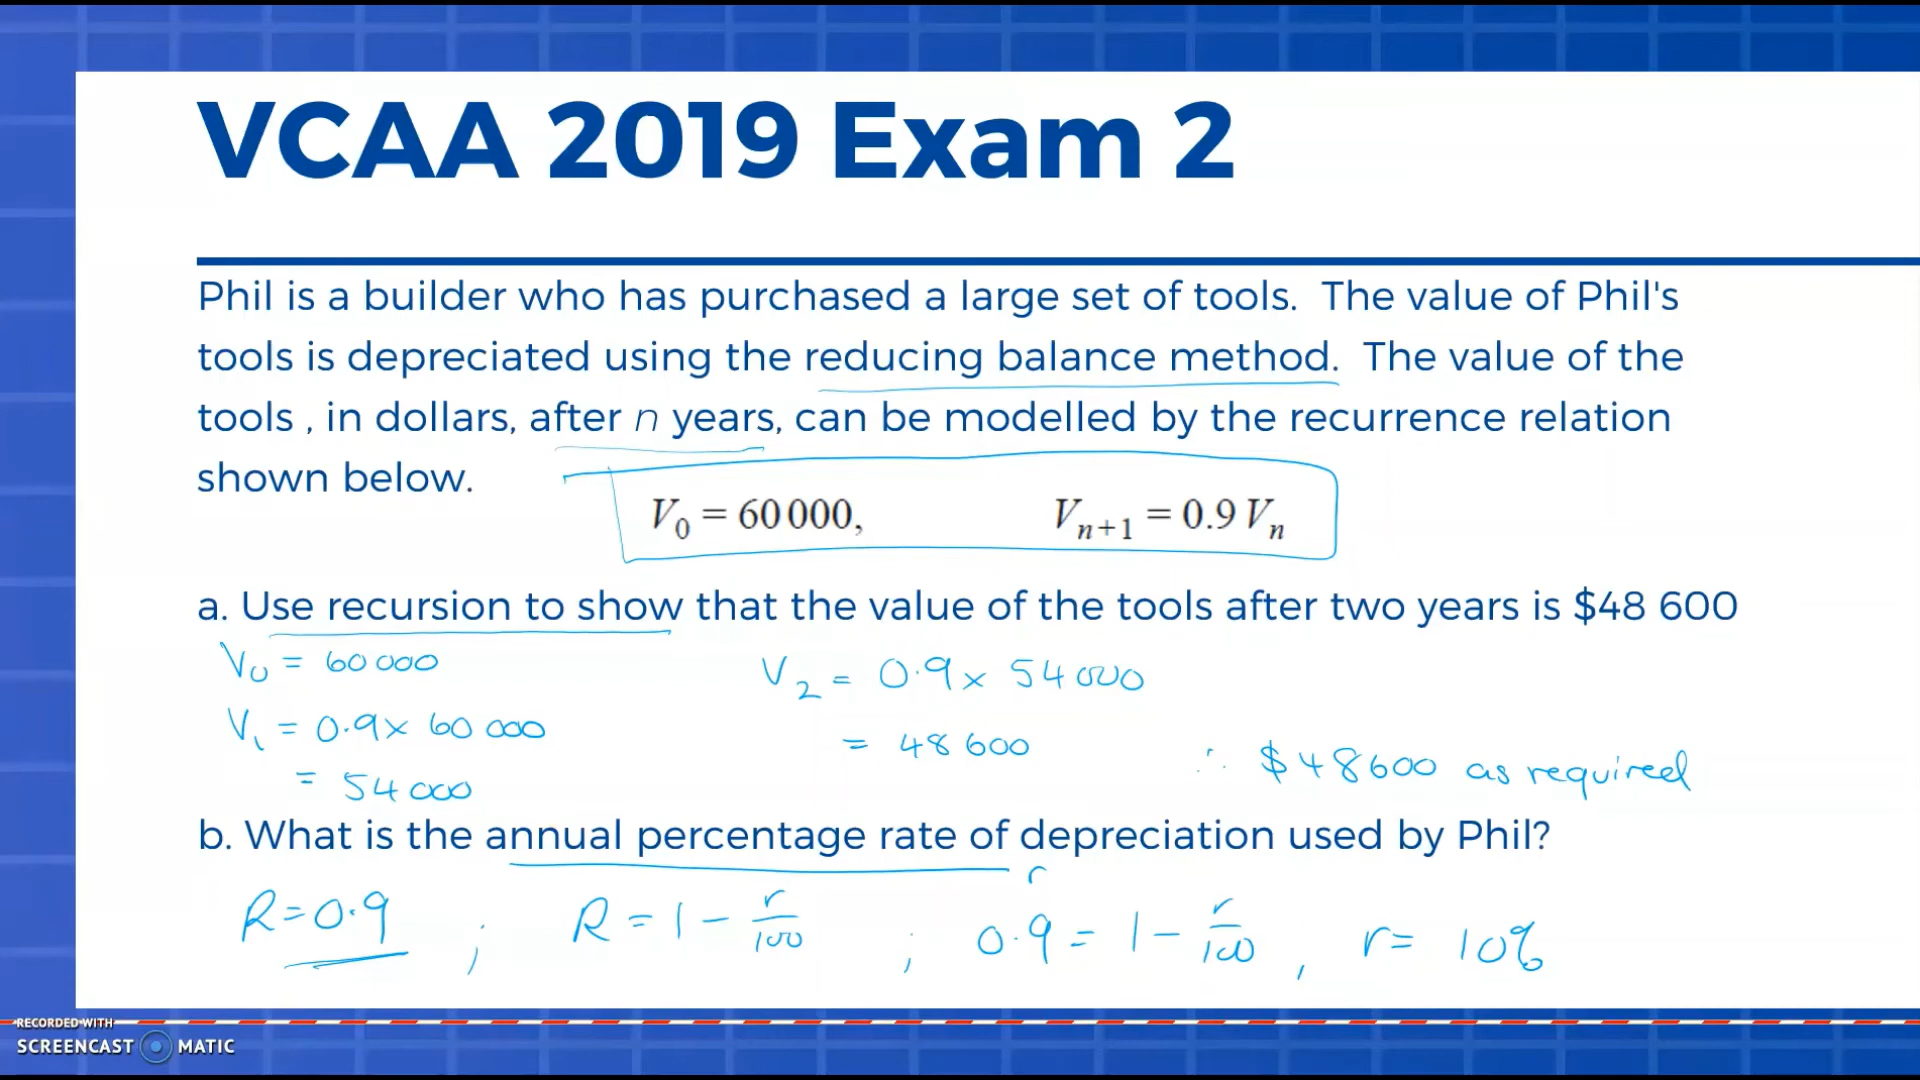 VCAA 2019 Exam 2
Phil is a builder who has purchased a large set of tools. The value of Phil's
tools is depreciated using the reducing balance method. The value of the
tools , in dollars, after n years, can be modelled by the recurrence relation
shown below.
V₀ = 60 000, Vₙ₊₁ = 0.9 Vₙ
a. Use recursion to show that the value of the tools after two years is $48 600
V₀ = 60 000
V₁ = 0.9 × 60 000
= 54 000
V₂ = 0.9 × 54 000
= 48 600
∴ $48600 as required
b. What is the annual percentage rate of depreciation used by Phil?
r
R = 0.9 ; R = 1 - r/100 ; 0.9 = 1 - r/100 , r = 10%
RECORDED WITH
SCREENCAST MATIC